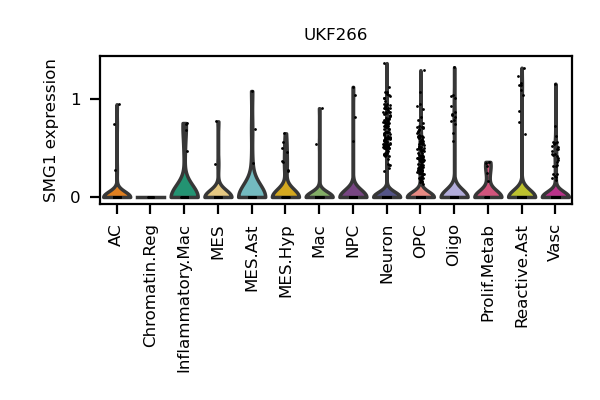 UKF266
SMG1 expression
1
0
AC
Chromatin.Reg
Inflammatory.Mac
MES
MES.Ast
MES.Hyp
Mac
NPC
Neuron
OPC
Oligo
Prolif.Metab
Reactive.Ast
Vasc